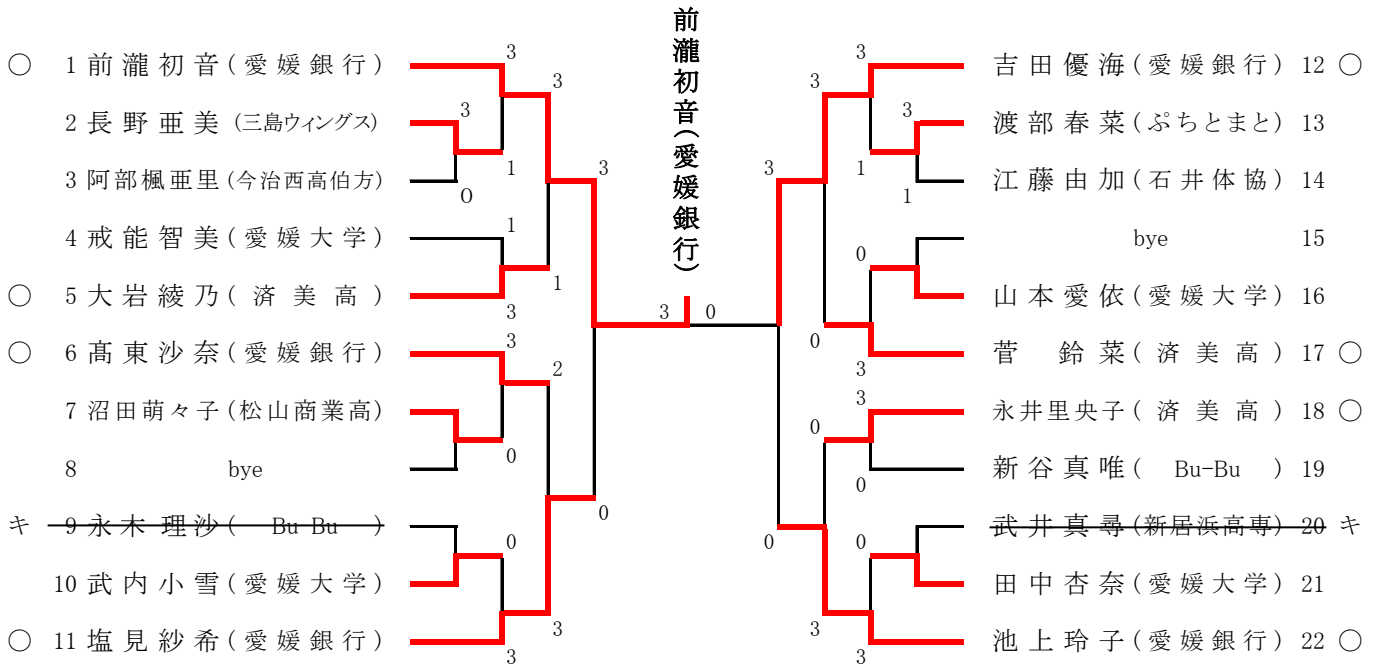 前瀧初音(愛媛銀行)
○ 1 前瀧初音(愛媛銀行)
3
3
2 長野亜美 (三島ウィングス)
3
1
3
3 阿部楓亜里(今治西高伯方)
0
4 戒能智美(愛媛大学)
1
1
○ 5 大岩綾乃( 済美高 )
3
3 0
○ 6 髙東沙奈(愛媛銀行)
3
2
7 沼田萌々子(松山商業高)
0
8 bye
0
キ 9 永木理沙( Bu-Bu )
0
10 武内小雪(愛媛大学)
3
○ 11 塩見紗希(愛媛銀行)
3
3
3
吉田優海(愛媛銀行) 12 ○
3
渡部春菜(ぷちとまと) 13
3
1
江藤由加(石井体協) 14
1
bye 15
0
山本愛依(愛媛大学) 16
0
菅 鈴菜( 済美高 ) 17 ○
3
3
永井里央子( 済美高 ) 18 ○
0
新谷真唯( Bu-Bu ) 19
0
武井真尋(新居浜高専) 20 キ
0
0
田中杏奈(愛媛大学) 21
3
池上玲子(愛媛銀行) 22 ○
3